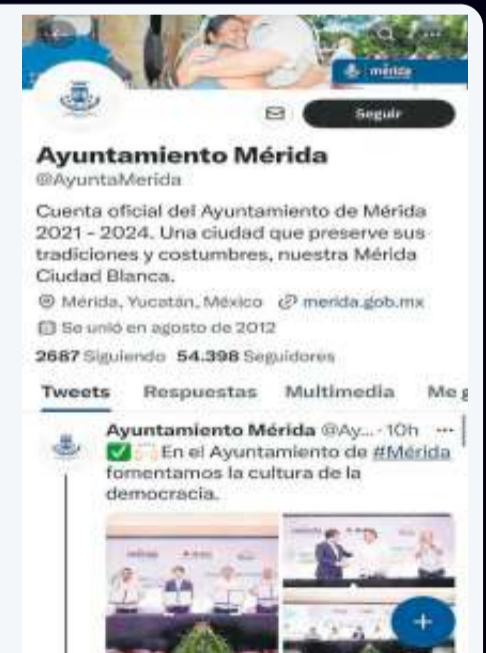 mérida
Seguir
Ayuntamiento Mérida
@AyuntaMerida
Cuenta oficial del Ayuntamiento de Mérida
2021 - 2024. Una ciudad que preserve sus
tradiciones y costumbres, nuestra Mérida
Ciudad Blanca.
Mérida, Yucatán, México merida.gob.mx
Se unió en agosto de 2012
2687 Siguiendo 54.398 Seguidores
Tweets Respuestas Multimedia Me g
Ayuntamiento Mérida @Ay... · 10h
En el Ayuntamiento de #Mérida
fomentamos la cultura de la
democracia.